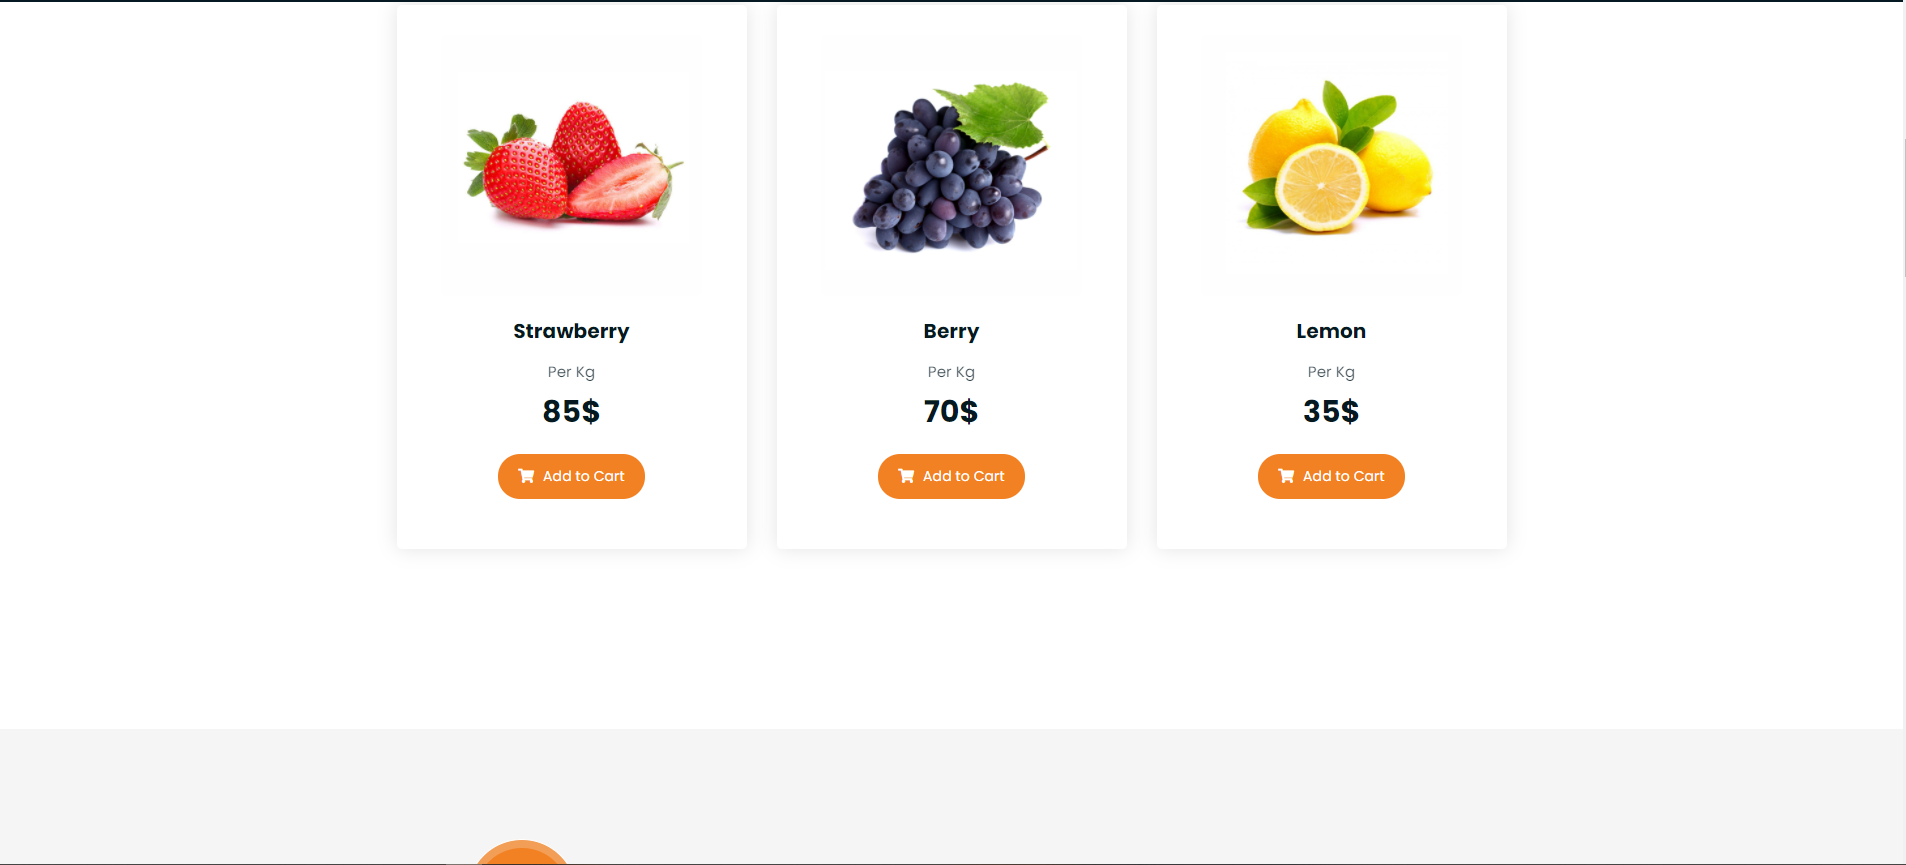 Strawberry
Per Kg
85$
Add to Cart
Berry
Per Kg
70$
Add to Cart
Lemon
Per Kg
35$
Add to Cart